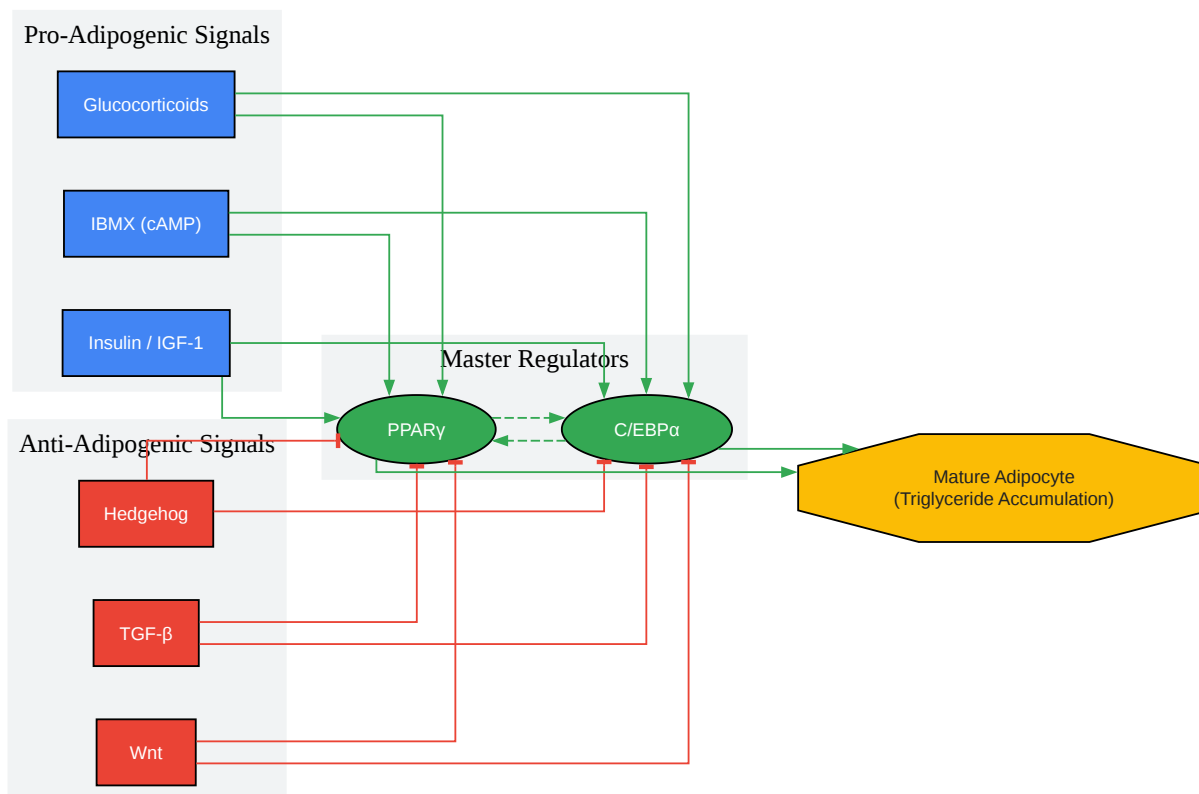 Pro-Adipogenic Signals
Glucocorticoids
IBMX (cAMP)
Insulin / IGF-1
Master Regulators
PPARγ
C/EBPα
Anti-Adipogenic Signals
Hedgehog
TGF-β
Wnt
Mature Adipocyte
(Triglyceride Accumulation)